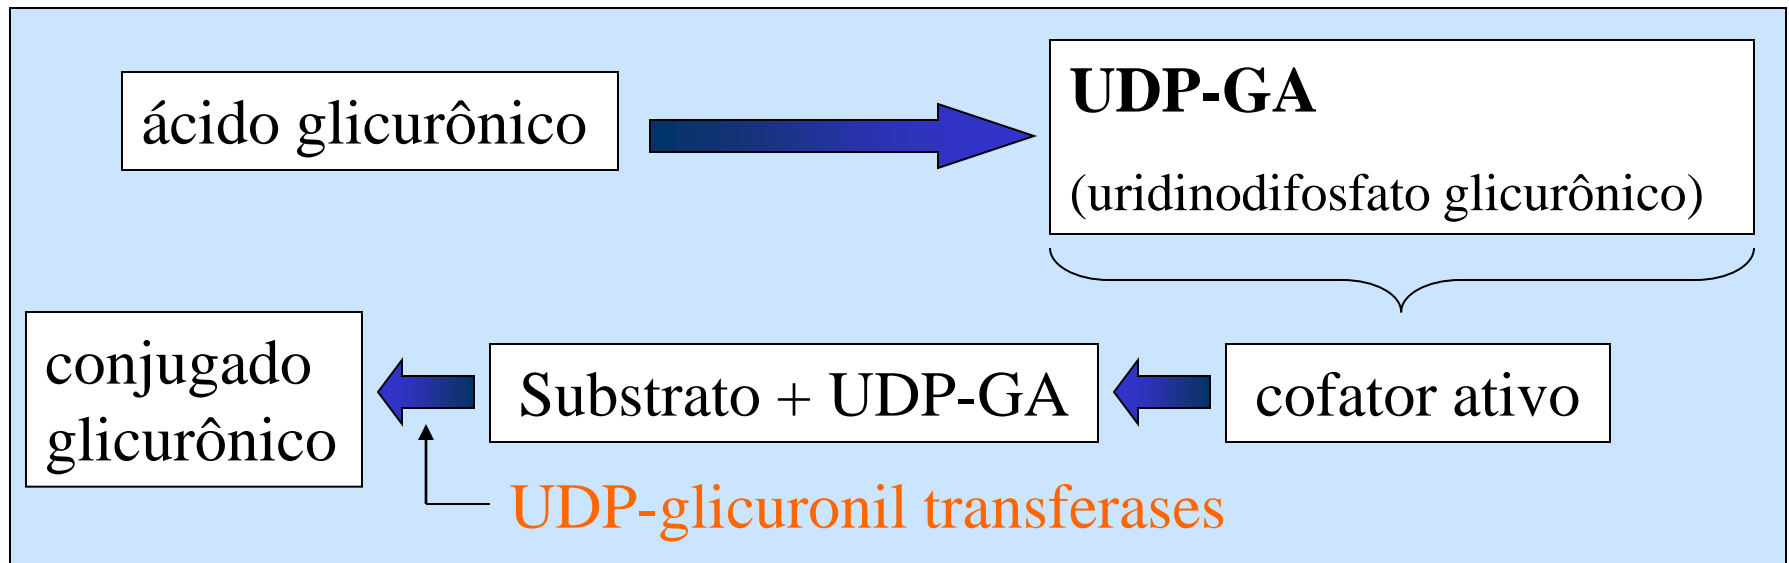 ácido glicurônico
UDP-GA
(uridinodifosfato glicurônico)
conjugado
glicurônico
Substrato + UDP-GA
cofator ativo
UDP-glicuronil transferases